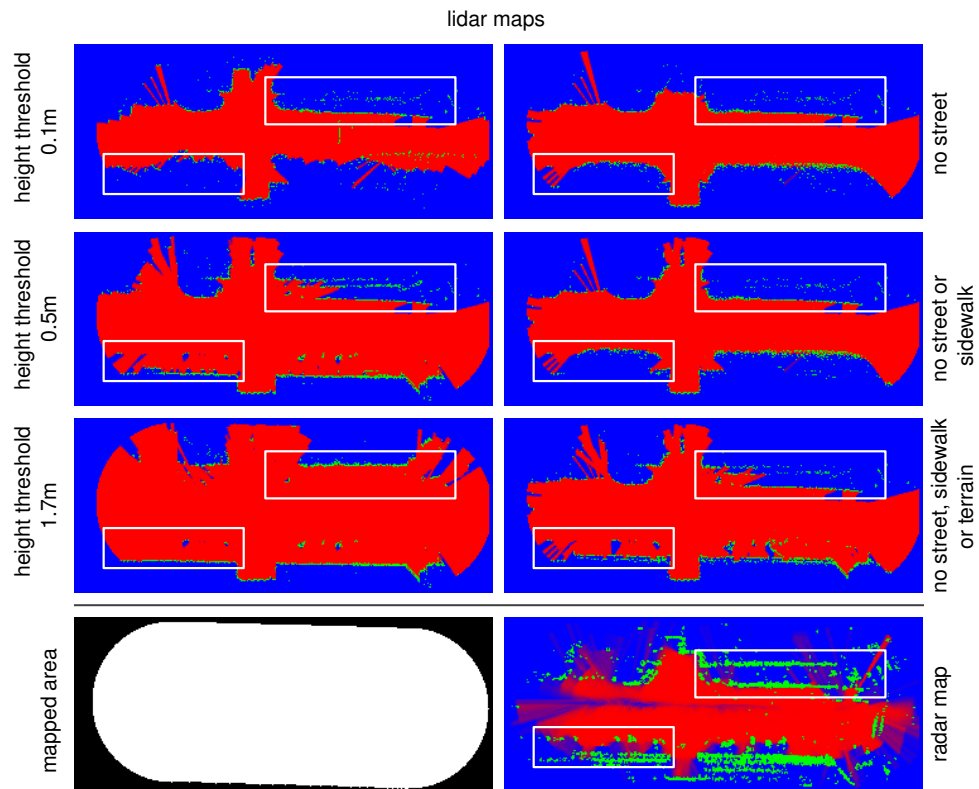 lidar maps
height threshold
0.1m
no street
height threshold
0.5m
no street or
sidewalk
height threshold
1.7m
no street, sidewalk
or terrain
mapped area
radar map